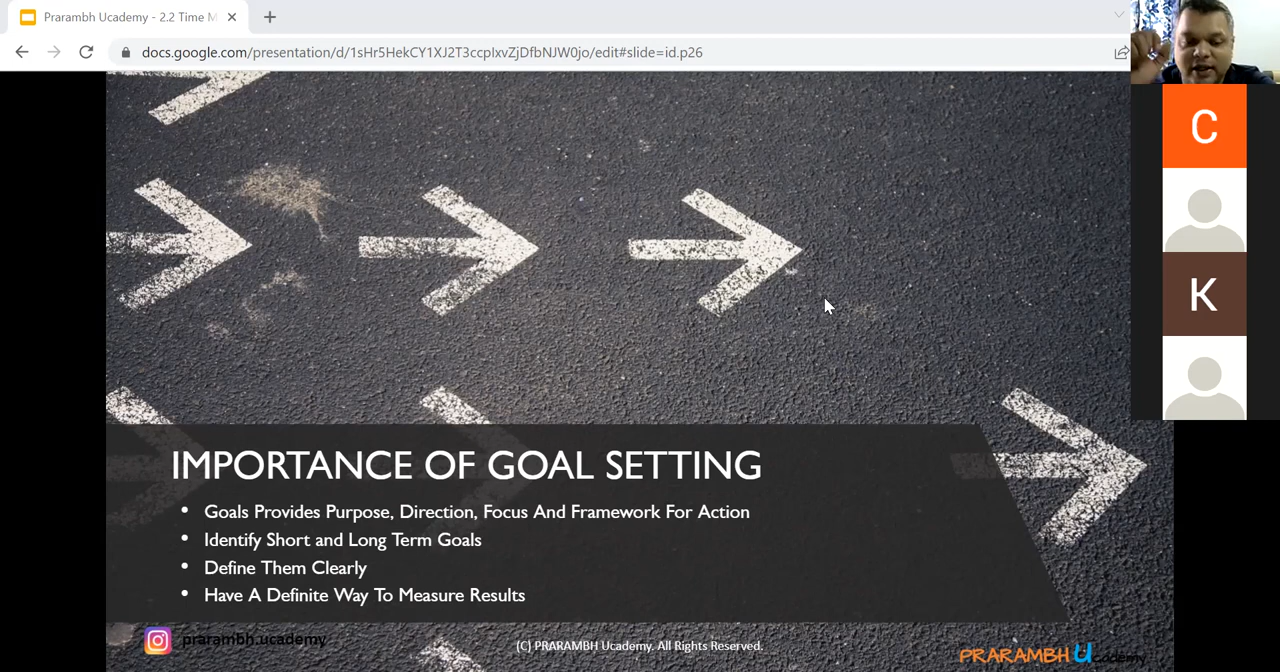 Prarambh Ucademy - 2.2 Time M
docs.google.com/presentation/d/1sHr5HekCY1XJ2T3ccpIxvZjDfbNJW0jo/edit#slide=id.p26
C
K
IMPORTANCE OF GOAL SETTING
• Goals Provides Purpose, Direction, Focus And Framework For Action
• Identify Short and Long Term Goals
• Define Them Clearly
• Have A Definite Way To Measure Results
prarambh.ucademy
(C) PRARAMBH Ucademy. All Rights Reserved.
PRARAMBH Ucademy